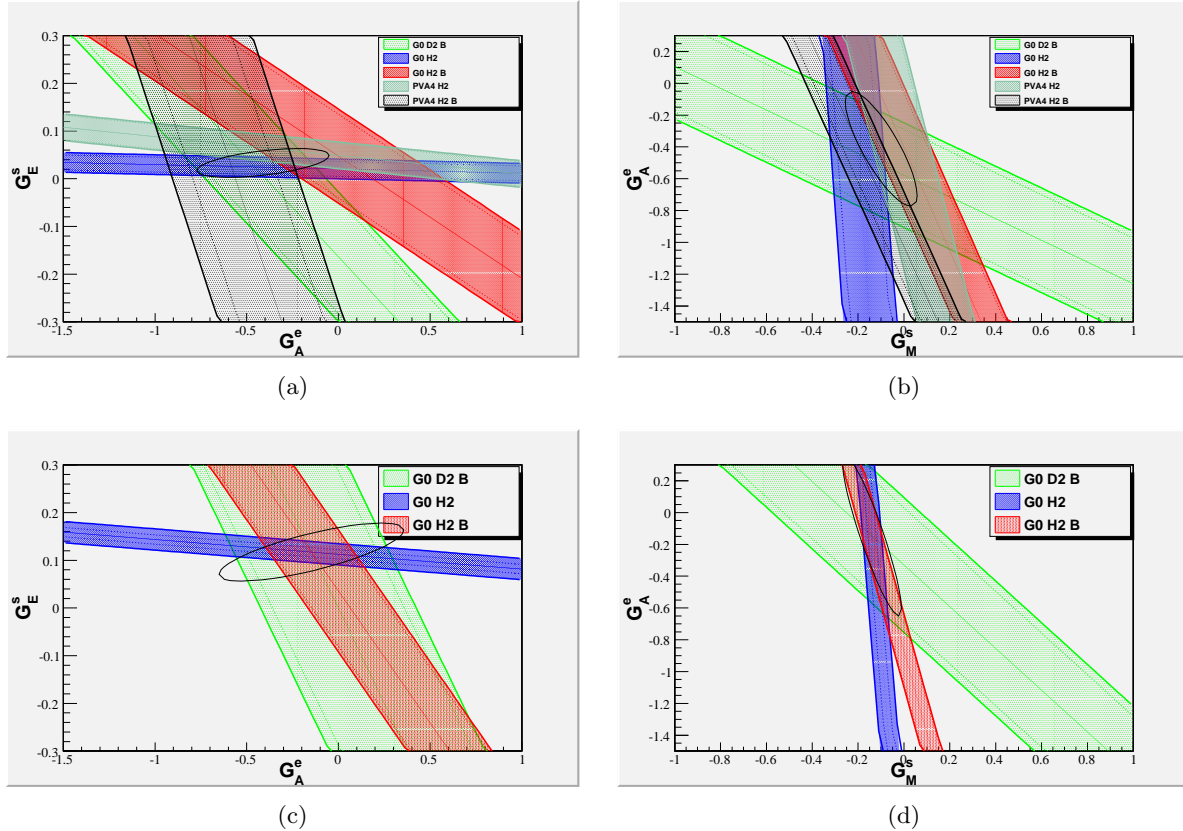 0.3
0.2
0.1
0
-0.1
-0.2
-0.3
-1.5
-1
-0.5
0
0.5
1
G^s_E
G^e_A
G0 D2 B
G0 H2
G0 H2 B
PVA4 H2
PVA4 H2 B
(a)
0.2
0
-0.2
-0.4
-0.6
-0.8
-1
-1.2
-1.4
-1
-0.8
-0.6
-0.4
-0.2
0
0.2
0.4
0.6
0.8
1
G^e_A
G^s_M
G0 D2 B
G0 H2
G0 H2 B
PVA4 H2
PVA4 H2 B
(b)
0.3
0.2
0.1
0
-0.1
-0.2
-0.3
-1
-0.5
0
0.5
1
G^s_E
G^e_A
G0 D2 B
G0 H2
G0 H2 B
(c)
0.2
0
-0.2
-0.4
-0.6
-0.8
-1
-1.2
-1.4
-1
-0.8
-0.6
-0.4
-0.2
0
0.2
0.4
0.6
0.8
1
G^e_A
G^s_M
G0 D2 B
G0 H2
G0 H2 B
(d)